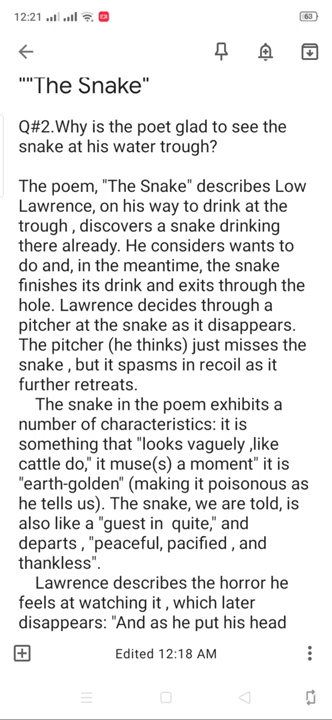 12:21
63
""The Snake"
Q#2.Why is the poet glad to see the
snake at his water trough?
The poem, "The Snake" describes Low
Lawrence, on his way to drink at the
trough , discovers a snake drinking
there already. He considers wants to
do and, in the meantime, the snake
finishes its drink and exits through the
hole. Lawrence decides through a
pitcher at the snake as it disappears.
The pitcher (he thinks) just misses the
snake , but it spasms in recoil as it
further retreats.
The snake in the poem exhibits a
number of characteristics: it is
something that "looks vaguely ,like
cattle do," it muse(s) a moment" it is
"earth-golden" (making it poisonous as
he tells us). The snake, we are told, is
also like a "guest in  quite," and
departs , "peaceful, pacified , and
thankless".
Lawrence describes the horror he
feels at watching it , which later
disappears: "And as he put his head
Edited 12:18 AM